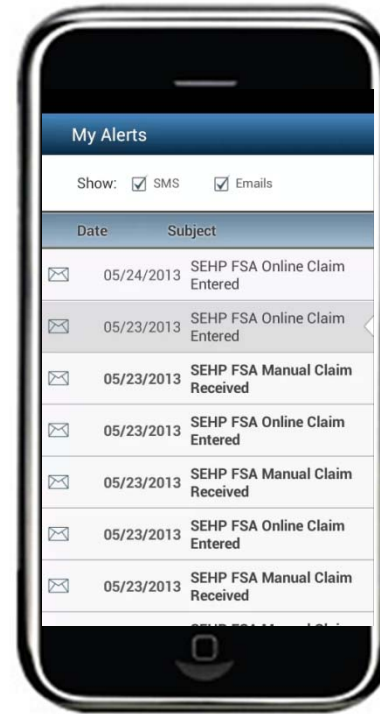 My Alerts
Show: SMS Emails
Date Subject
05/24/2013 SEHP FSA Online Claim
Entered
05/23/2013 SEHP FSA Online Claim
Entered
05/23/2013 SEHP FSA Manual Claim
Received
05/23/2013 SEHP FSA Online Claim
Entered
05/23/2013 SEHP FSA Manual Claim
Received
05/23/2013 SEHP FSA Online Claim
Entered
05/23/2013 SEHP FSA Manual Claim
Received